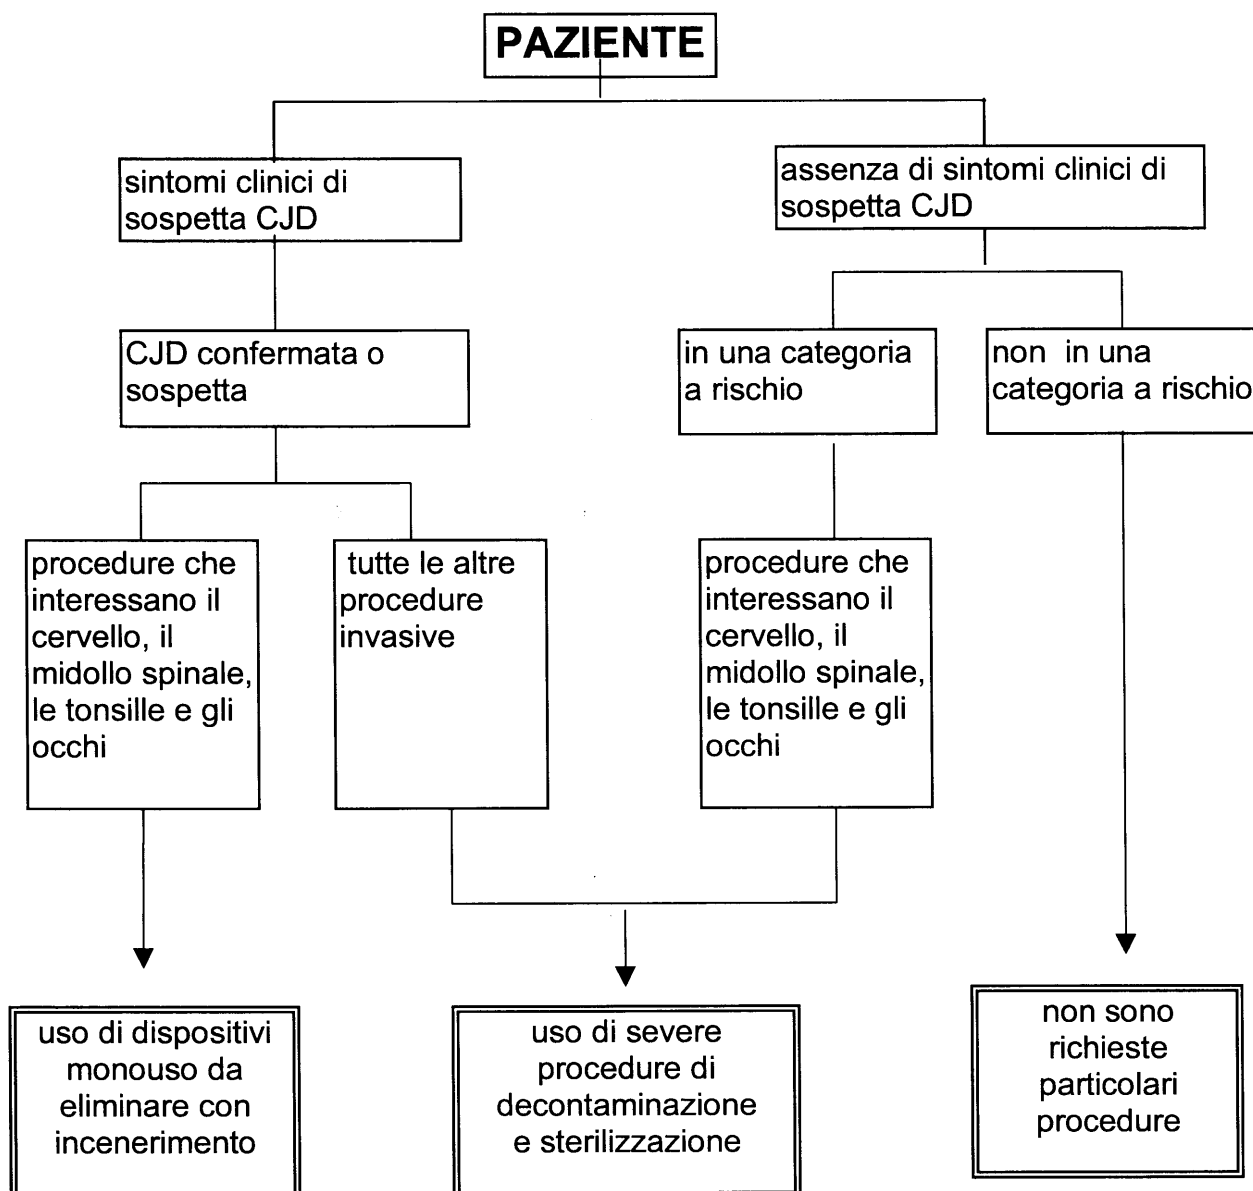 PAZIENTE
sintomi clinici di
sospetta CJD
assenza di sintomi clinici di
sospetta CJD
CJD confermata o
sospetta
in una categoria
a rischio
non in una
categoria a rischio
procedure che
interessano il
cervello, il
midollo spinale,
le tonsille e gli
occhi
tutte le altre
procedure
invasive
procedure che
interessano il
cervello, il
midollo spinale,
le tonsille e gli
occhi
uso di dispositivi
monouso da
eliminare con
incenerimento
uso di severe
procedure di
decontaminazione
e sterilizzazione
non sono
richieste
particolari
procedure